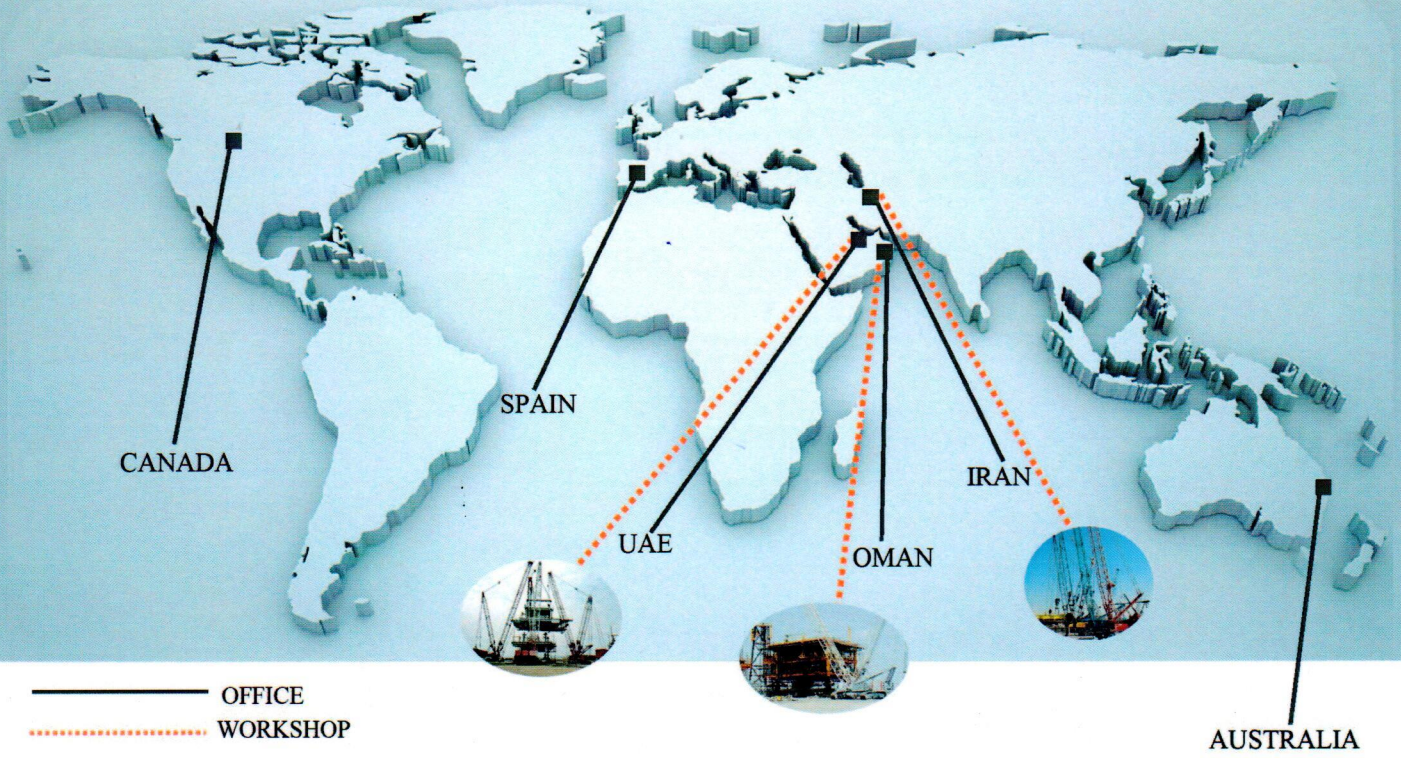 SPAIN
CANADA
IRAN
UAE
OMAN
OFFICE
WORKSHOP
AUSTRALIA